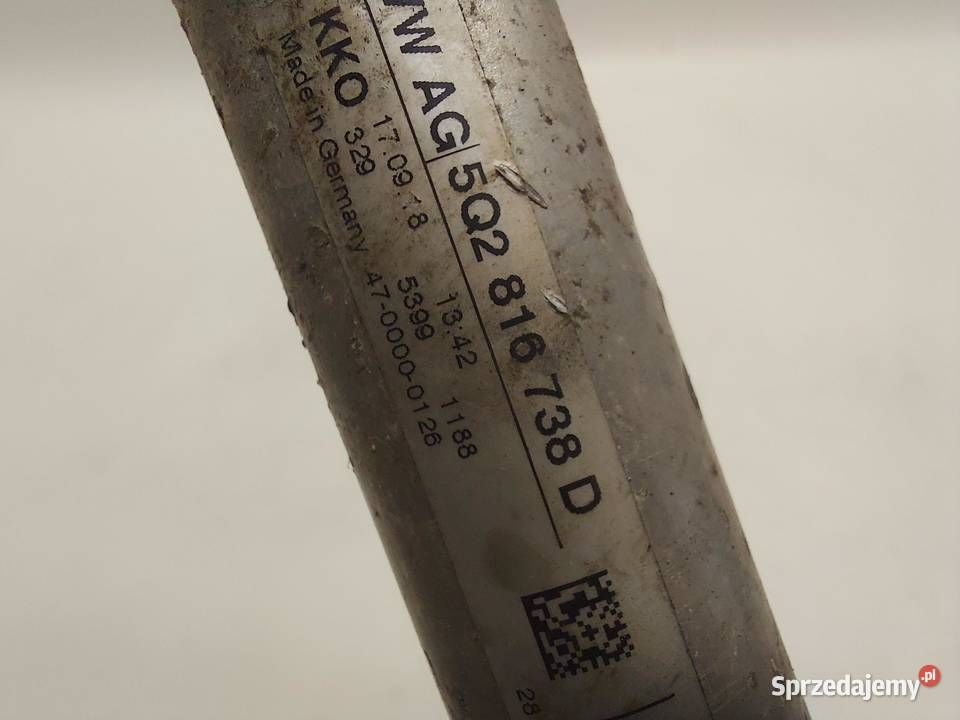 VW AG 5Q2 816 738 D
17.09.18 13:42 1188
KKO 329 5399
Made in Germany 47-0000-0126
28
Sprzedajemy.pl